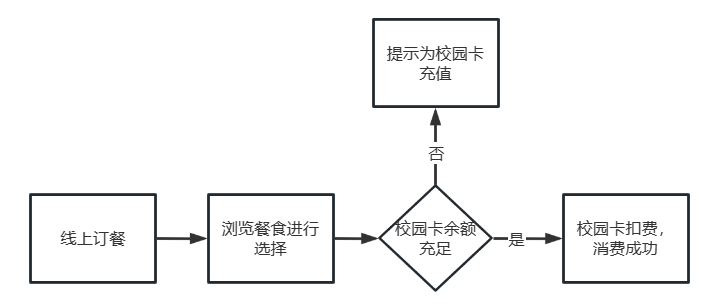 提示为校园卡
充值
否
线上订餐
浏览餐食进行
选择
校园卡余额
充足
是
校园卡扣费，
消费成功